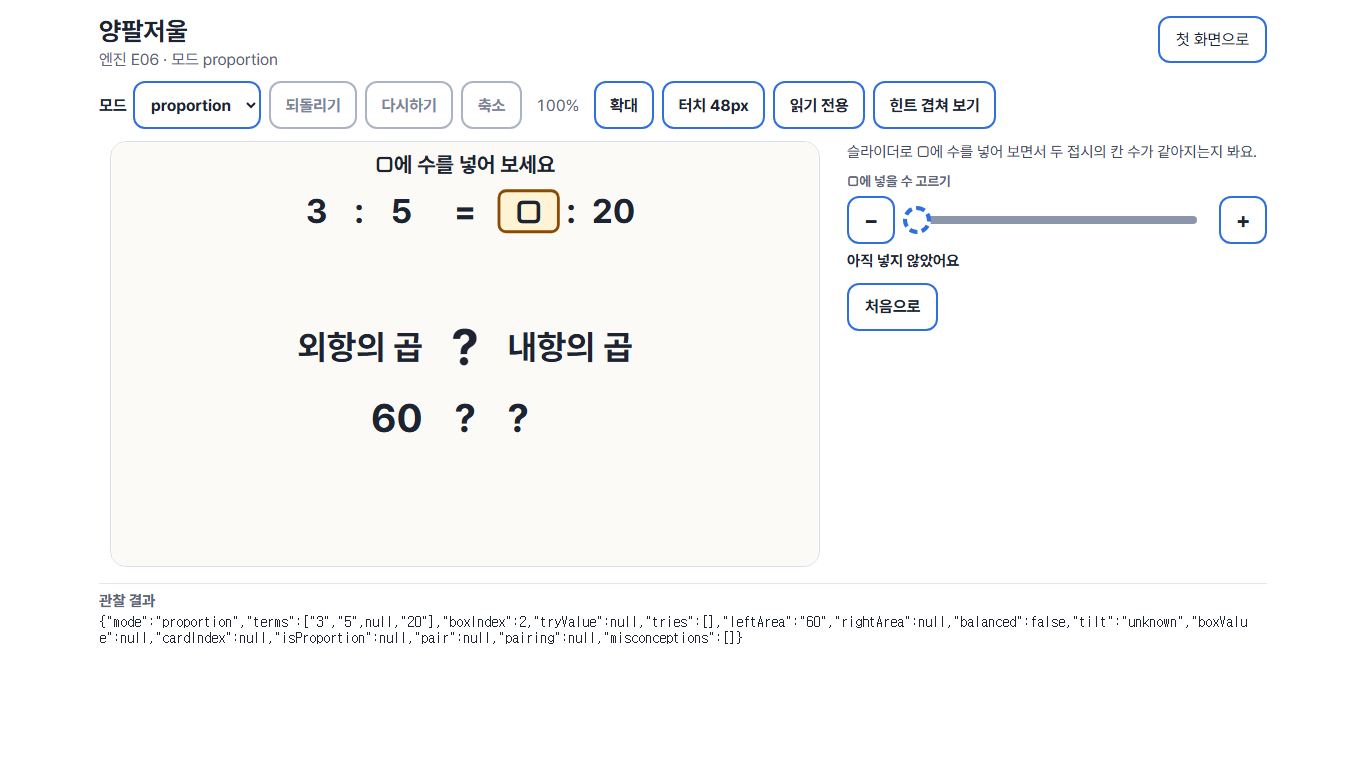 양팔저울
엔진 E06 · 모드 proportion
첫 화면으로
모드 proportion 되돌리기 다시하기 축소 100% 확대 터치 48px 읽기 전용 힌트 겹쳐 보기
□에 수를 넣어 보세요
3 : 5 = □ : 20
외항의 곱 ? 내항의 곱
60 ? ?
슬라이더로 □에 수를 넣어 보면서 두 접시의 칸 수가 같아지는지 봐요.
□에 넣을 수 고르기
− +
아직 넣지 않았어요
처음으로
관찰 결과
{"mode":"proportion","terms":["3","5",null,"20"],"boxIndex":2,"tryValue":null,"tries":[],"leftArea":"60","rightArea":null,"balanced":false,"tilt":"unknown","boxValu
e":null,"cardIndex":null,"isProportion":null,"pair":null,"pairing":null,"misconceptions":[]}